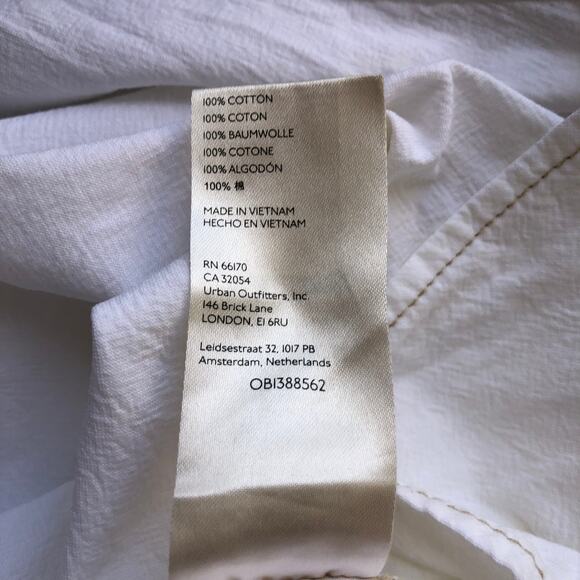 100% COTTON
100% COTON
100% BAUMWOLLE
100% COTONE
100% ALGODÓN
100% 棉
MADE IN VIETNAM
HECHO EN VIETNAM
RN 66170
CA 32054
Urban Outfitters, Inc.
146 Brick Lane
LONDON, E1 6RU
Leidsestraat 32, 1017 PB
Amsterdam, Netherlands
OB1388562